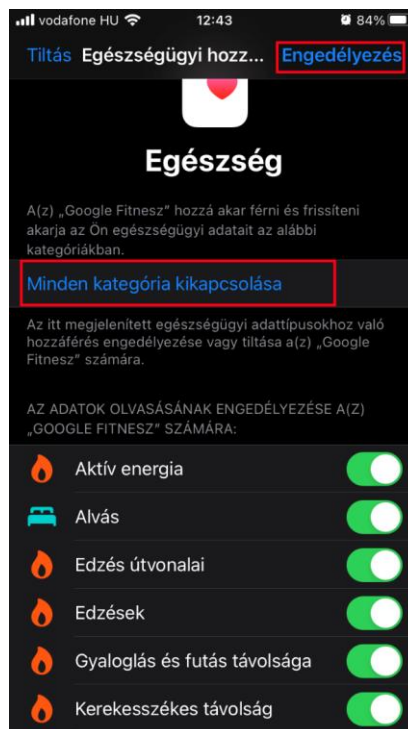 vodafone HU 12:43 84%
Tiltás Egészségügyi hozz... Engedélyezés
Egészség
A(z) „Google Fitnesz” hozzá akar férni és frissíteni
akarja az Ön egészségügyi adatait az alábbi
kategóriákban.
Minden kategória kikapcsolása
Az itt megjelenített egészségügyi adattípusokhoz való
hozzáférés engedélyezése vagy tiltása a(z) „Google
Fitnesz” számára.
AZ ADATOK OLVASÁSÁNAK ENGEDÉLYEZÉSE A(Z)
„GOOGLE FITNESZ” SZÁMÁRA:
Aktív energia
Alvás
Edzés útvonalai
Edzések
Gyaloglás és futás távolsága
Kerekesszékes távolság